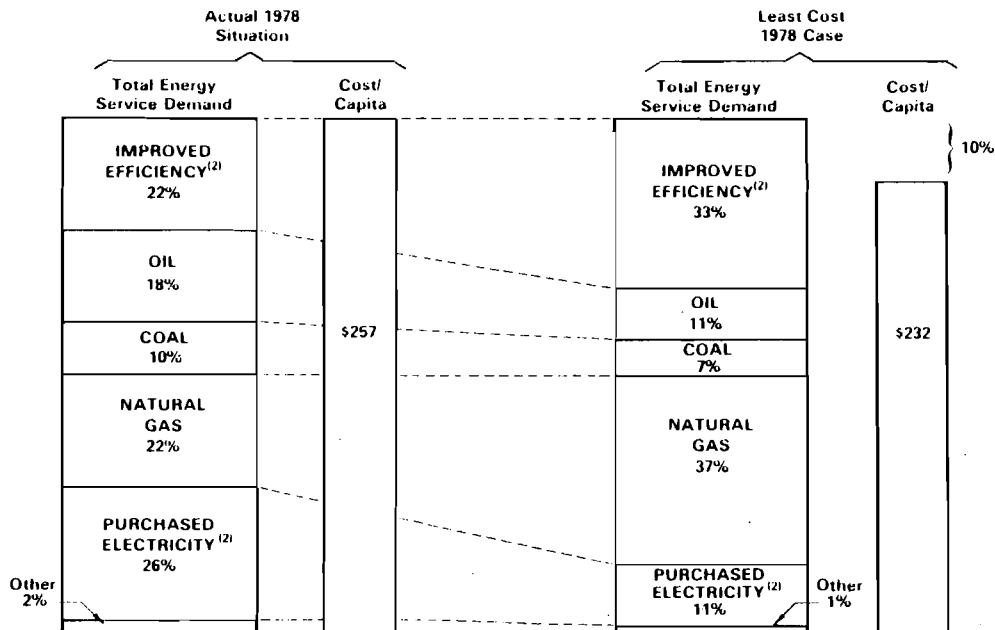 Actual 1978
Situation
Least Cost
1978 Case
Total Energy
Service Demand
Cost/
Capita
Total Energy
Service Demand
Cost/
Capita
IMPROVED
EFFICIENCY(2)
22%
OIL
18%
COAL
10%
NATURAL
GAS
22%
PURCHASED
ELECTRICITY(2)
26%
Other
2%
$257
IMPROVED
EFFICIENCY(2)
33%
OIL
11%
COAL
7%
NATURAL
GAS
37%
PURCHASED
ELECTRICITY(2)
11%
Other
1%
$232
10%